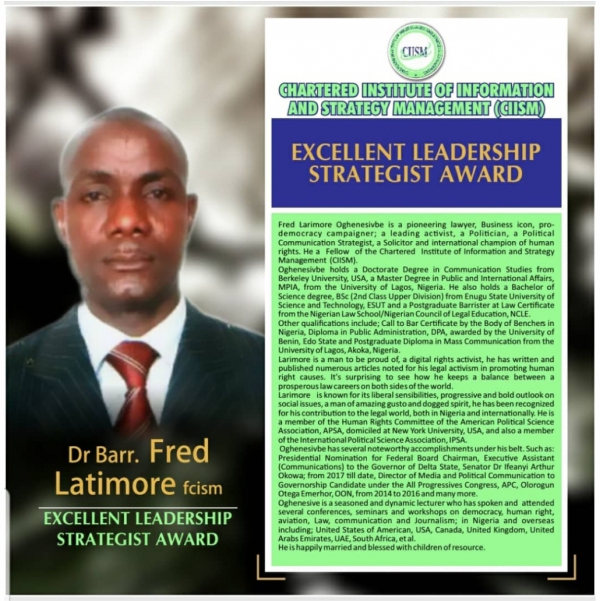 CIISM
CHARTERED INSTITUTE OF INFORMATION
AND STRATEGY MANAGEMENT (CIISM)
EXCELLENT LEADERSHIP
STRATEGIST AWARD
Fred Larimore Oghenesivbe is a pioneering lawyer, Business icon, pro-
democracy campaigner; a leading activist, a Politician, a Political
Communication Strategist, a Solicitor and international champion of human
rights. He a Fellow of the Chartered Institute of Information and Strategy
Management (CIISM).
Oghenesivbe holds a Doctorate Degree in Communication Studies from
Berkeley University, USA, a Master Degree in Public and International Affairs,
MPIA, from the University of Lagos, Nigeria. He also holds a Bachelor of
Science degree, BSc (2nd Class Upper Division) from Enugu State University of
Science and Technology, ESUT and a Postgraduate Barrister at Law Certificate
from the Nigerian Law School/Nigerian Council of Legal Education, NCLE.
Other qualifications include; Call to Bar Certificate by the Body of Benchen in
Nigeria, Diploma in Public Administration, DPA, awarded by the University of
Benin, Edo State and Postgraduate Diploma in Mass Communication from the
University of Lagos, Akoka, Nigeria.
Larimore is a man to be proud of, a digital rights activist, he has written and
published numerous articles noted for his legal activism in promoting human
right causes. It's surprising to see how he keeps a balance between a
prosperous law careers on both sides of the world.
Larimore is known for its liberal sensibilities, progressive and bold outlook on
social issues, a man of amazing gusto and dogged spirit, he has been recognized
for his contribution to the legal world, both in Nigeria and internationally. He is
a member of the Human Rights Committee of the American Political Science
Association, APSA, domiciled at New York University, USA, and also a member
of the International Political Science Association, IPSA.
Oghenesivbe has several noteworthy accomplishments under his belt. Such as:
Presidential Nomination for Federal Board Chairman, Executive Assistant
(Communications) to the Governor of Delta State, Senator Dr Ifeanyi Arthur
Okowa; from 2017 till date, Director of Media and Political Communication to
Governorship Candidate under the All Progressives Congress, APC, Olorogun
Otega Emerhor, OON, from 2014 to 2016 and many more.
Oghenesive is a seasoned and dynamic lecturer who has spoken and attended
several conferences, seminars and workshops on democracy, human right,
aviation, Law, communication and Journalism; in Nigeria and overseas
including; United States of American, USA, Canada, United Kingdom, United
Arabs Emirates, UAE, South Africa, et.al.
He is happily married and blessed with children of resource.
Dr Barr. Fred
Latimore fcism
EXCELLENT LEADERSHIP
STRATEGIST AWARD